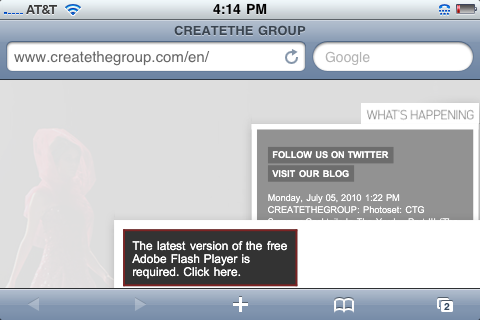 AT&T 4:14 PM
CREATETHE GROUP
www.createthegroup.com/en/
Google
WHAT'S HAPPENING
FOLLOW US ON TWITTER
VISIT OUR BLOG
Monday, July 05, 2010 1:22 PM
CREATETHEGROUP: Photoset: CTG
The latest version of the free
Adobe Flash Player is
required. Click here.
2